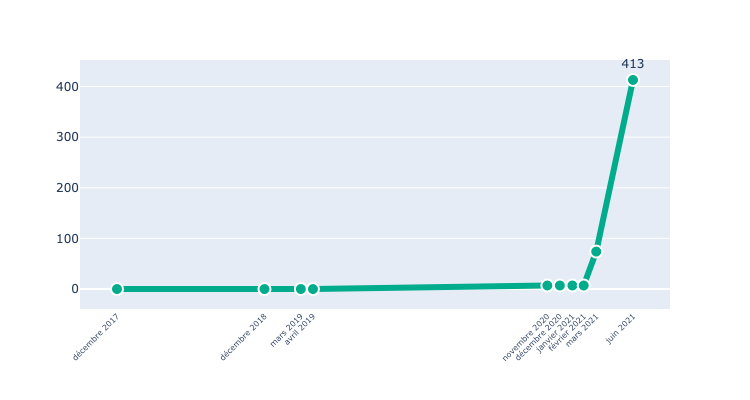 413
400
300
200
100
0
décembre 2017
décembre 2018
mars 2019
avril 2019
novembre 2020
décembre 2020
janvier 2021
février 2021
mars 2021
juin 2021